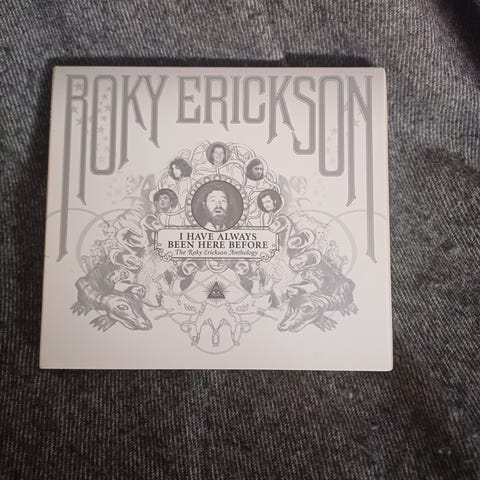 ROKY ERICKSON
I HAVE ALWAYS
BEEN HERE BEFORE
The Roky Erickson Anthology